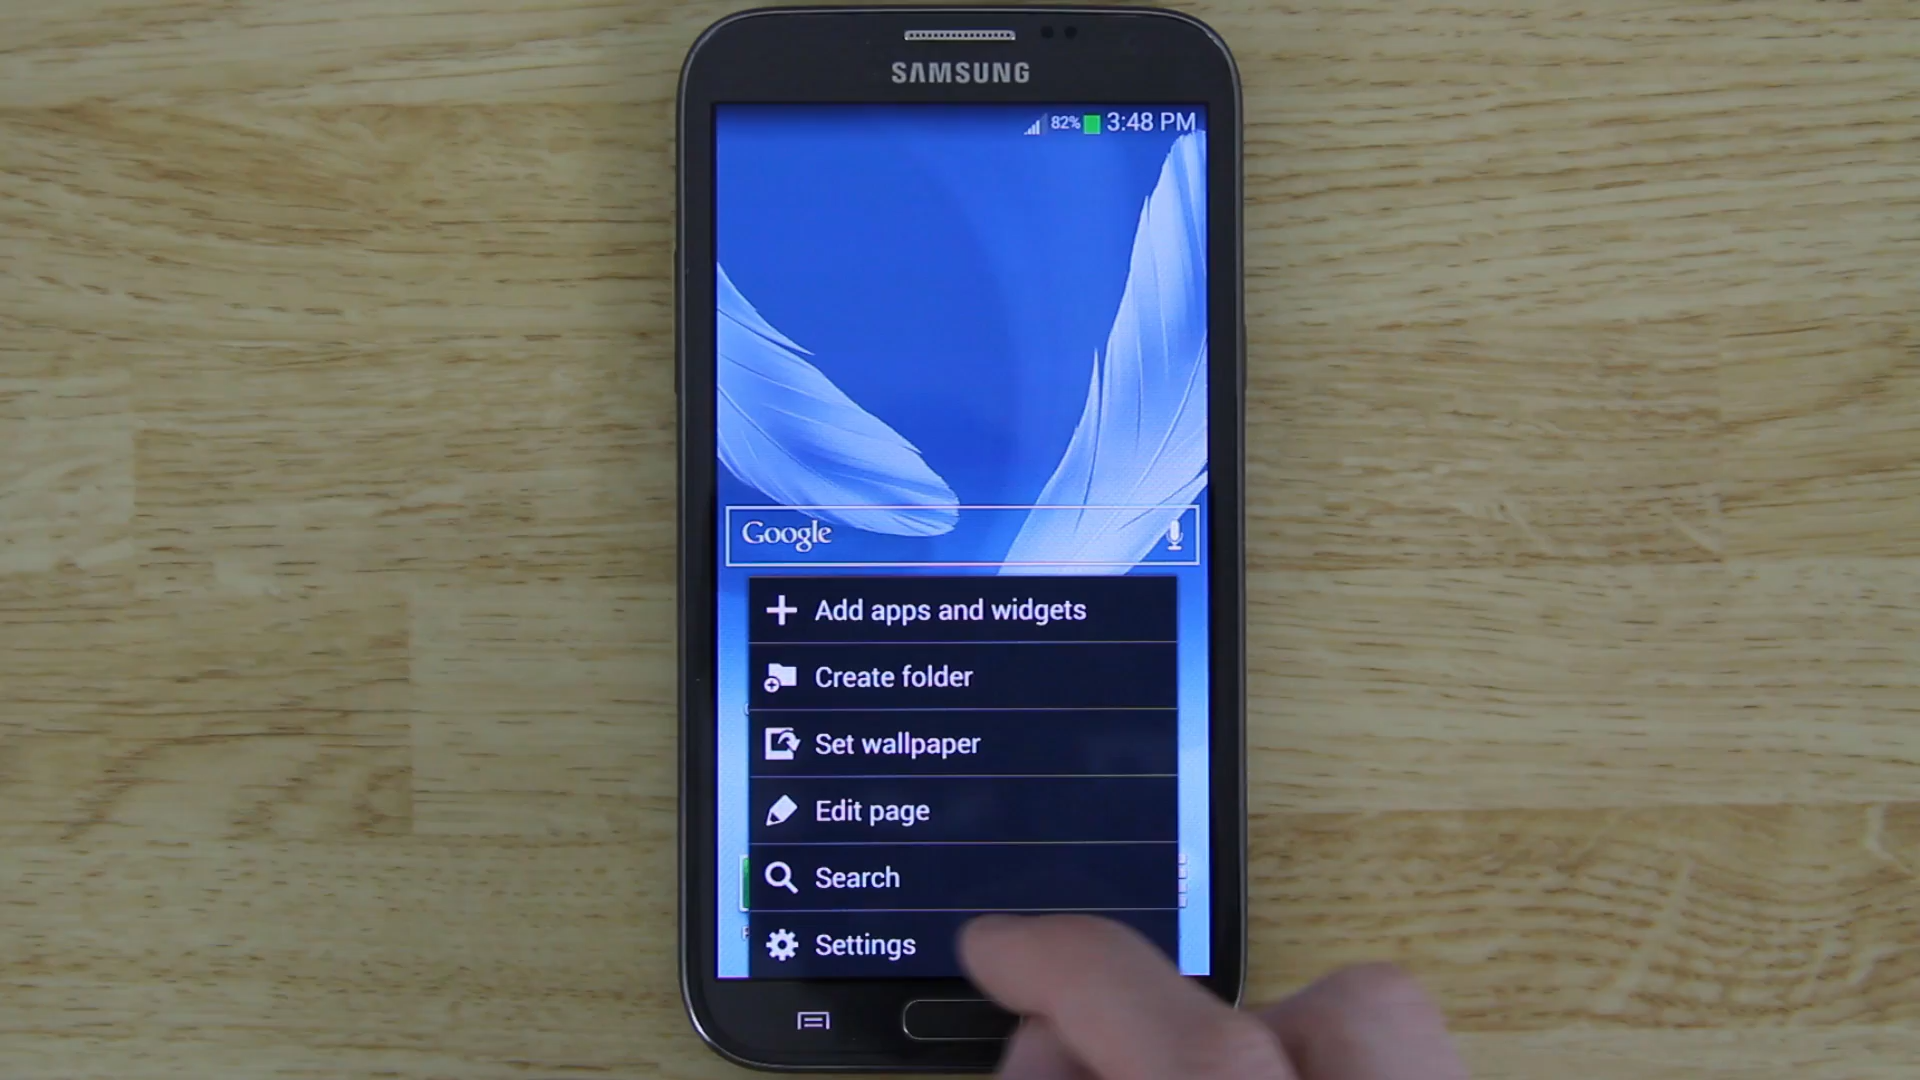 SAMSUNG
82% 3:48 PM
Google
Add apps and widgets
Create folder
Set wallpaper
Edit page
Search
Settings